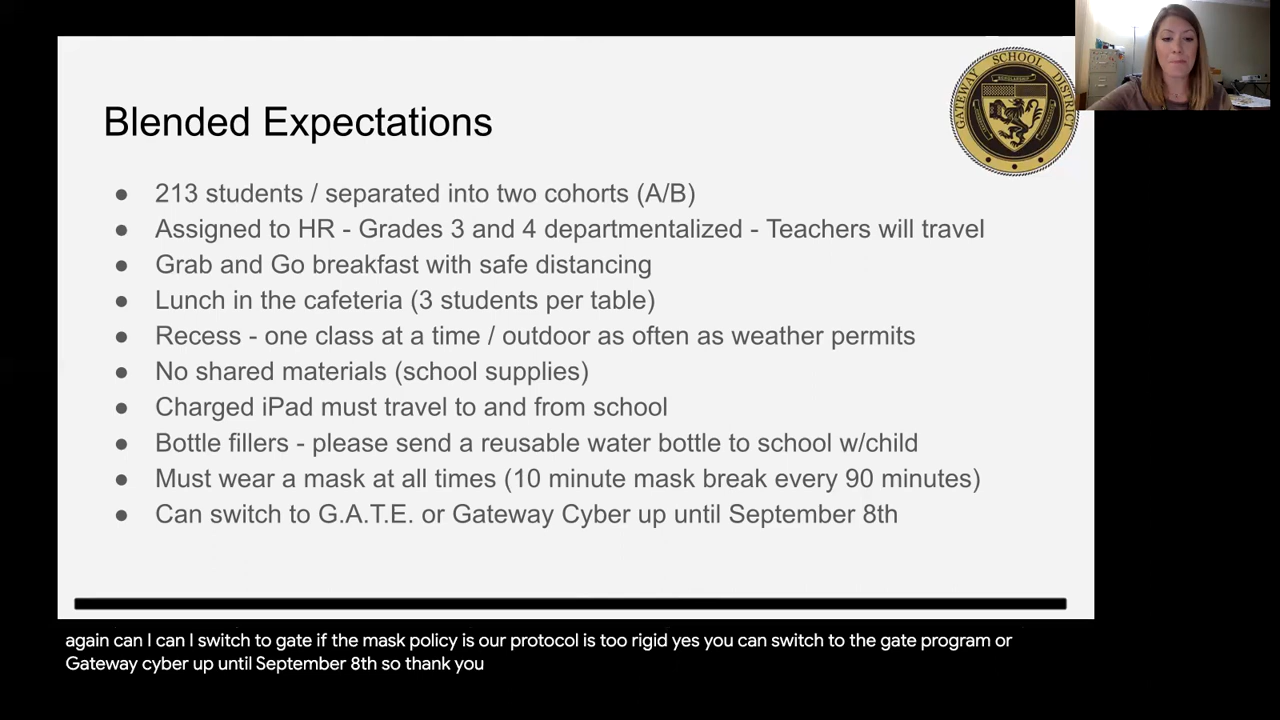 Blended Expectations
GATEWAY SCHOOL DISTRICT
● 213 students / separated into two cohorts (A/B)
● Assigned to HR - Grades 3 and 4 departmentalized - Teachers will travel
● Grab and Go breakfast with safe distancing
● Lunch in the cafeteria (3 students per table)
● Recess - one class at a time / outdoor as often as weather permits
● No shared materials (school supplies)
● Charged iPad must travel to and from school
● Bottle fillers - please send a reusable water bottle to school w/child
● Must wear a mask at all times (10 minute mask break every 90 minutes)
● Can switch to G.A.T.E. or Gateway Cyber up until September 8th
again can I can I switch to gate if the mask policy is our protocol is too rigid yes you can switch to the gate program or
Gateway cyber up until September 8th so thank you